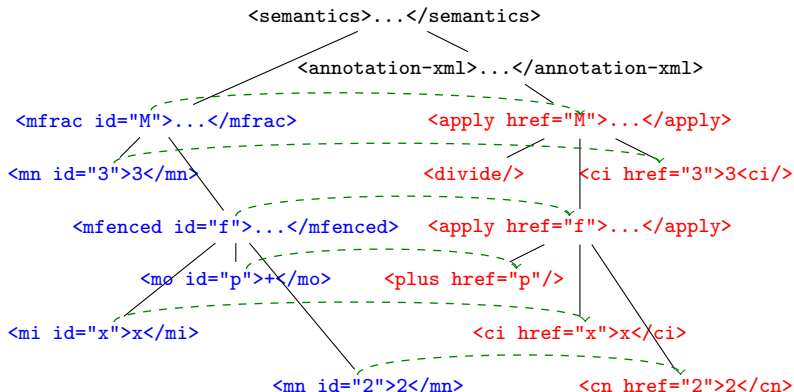 <semantics>...</semantics>
<annotation-xml>...</annotation-xml>
<mfrac id="M">...</mfrac> <apply href="M">...</apply>
<mn id="3">3</mn> <divide/> <ci href="3">3<ci/>
<mfenced id="f">...</mfenced> <apply href="f">...</apply>
<mo id="p">+</mo> <plus href="p"/>
<mi id="x">x</mi> <ci href="x">x</ci>
<mn id="2">2</mn> <cn href="2">2</cn>